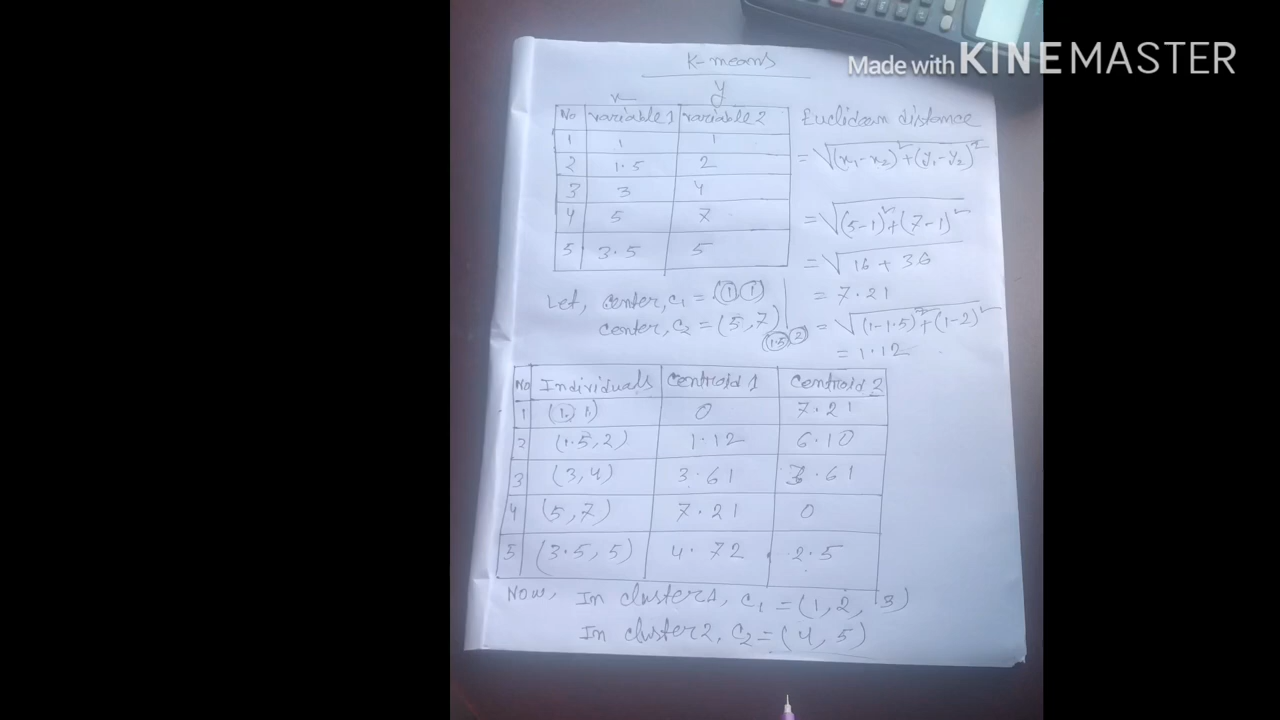 Made with KINEMASTER
K-means
x y
No variable 1 variable 2
1 1 1
2 1.5 2
3 3 4
4 5 7
5 3.5 5
Euclidean distance
= √(x₁-x₂)²+(y₁-y₂)²
= √(5-1)²+(7-1)²
= √16 + 36
= 7.21
= √(1-1.5)²+(1-2)²
= 1.12
Let, center, c₁ = (1, 1)
center, c₂ = (5, 7)
(1.5, 2)
No Individuals Centroid 1 Centroid 2
1 (1, 1) 0 7.21
2 (1.5, 2) 1.12 6.10
3 (3, 4) 3.61 3.61
4 (5, 7) 7.21 0
5 (3.5, 5) 4.72 2.5
Now, In cluster1, c₁ = (1, 2, 3)
In cluster2, c₂ = (4, 5)